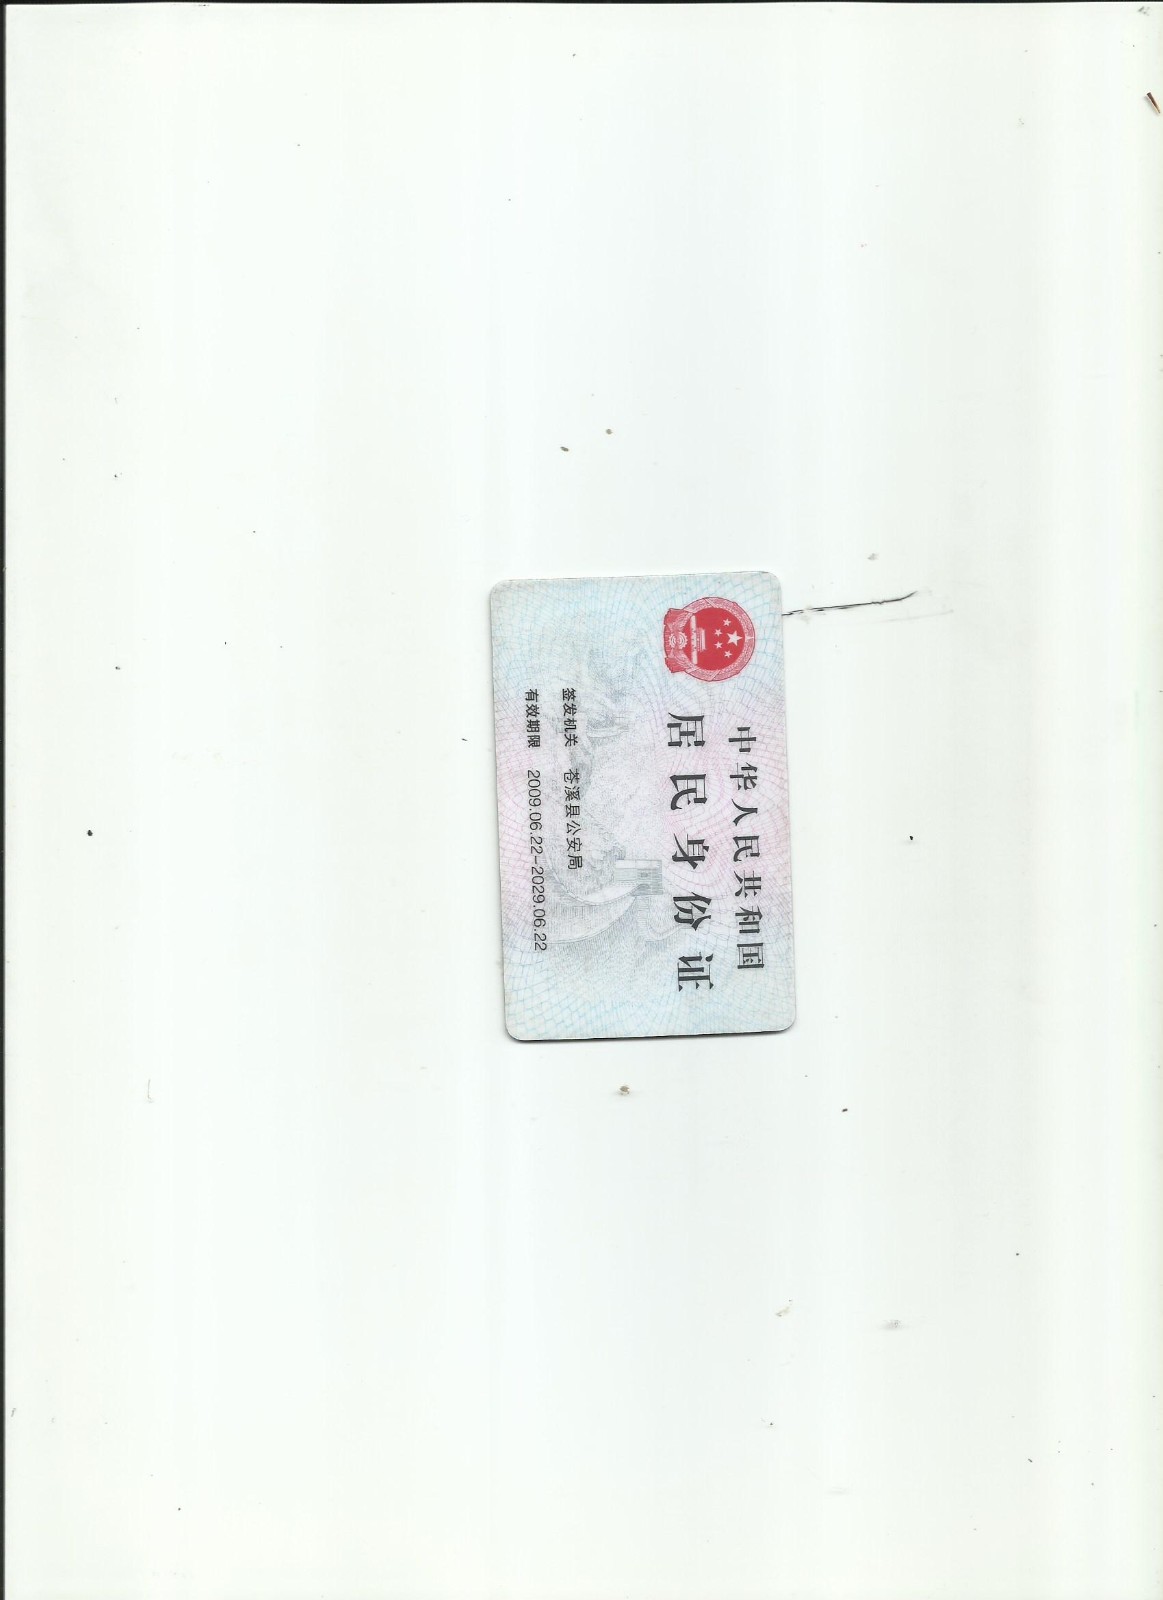 中华人民共和国
居民身份证
签发机关 苍溪县公安局
有效期限 2009.06.22-2029.06.22